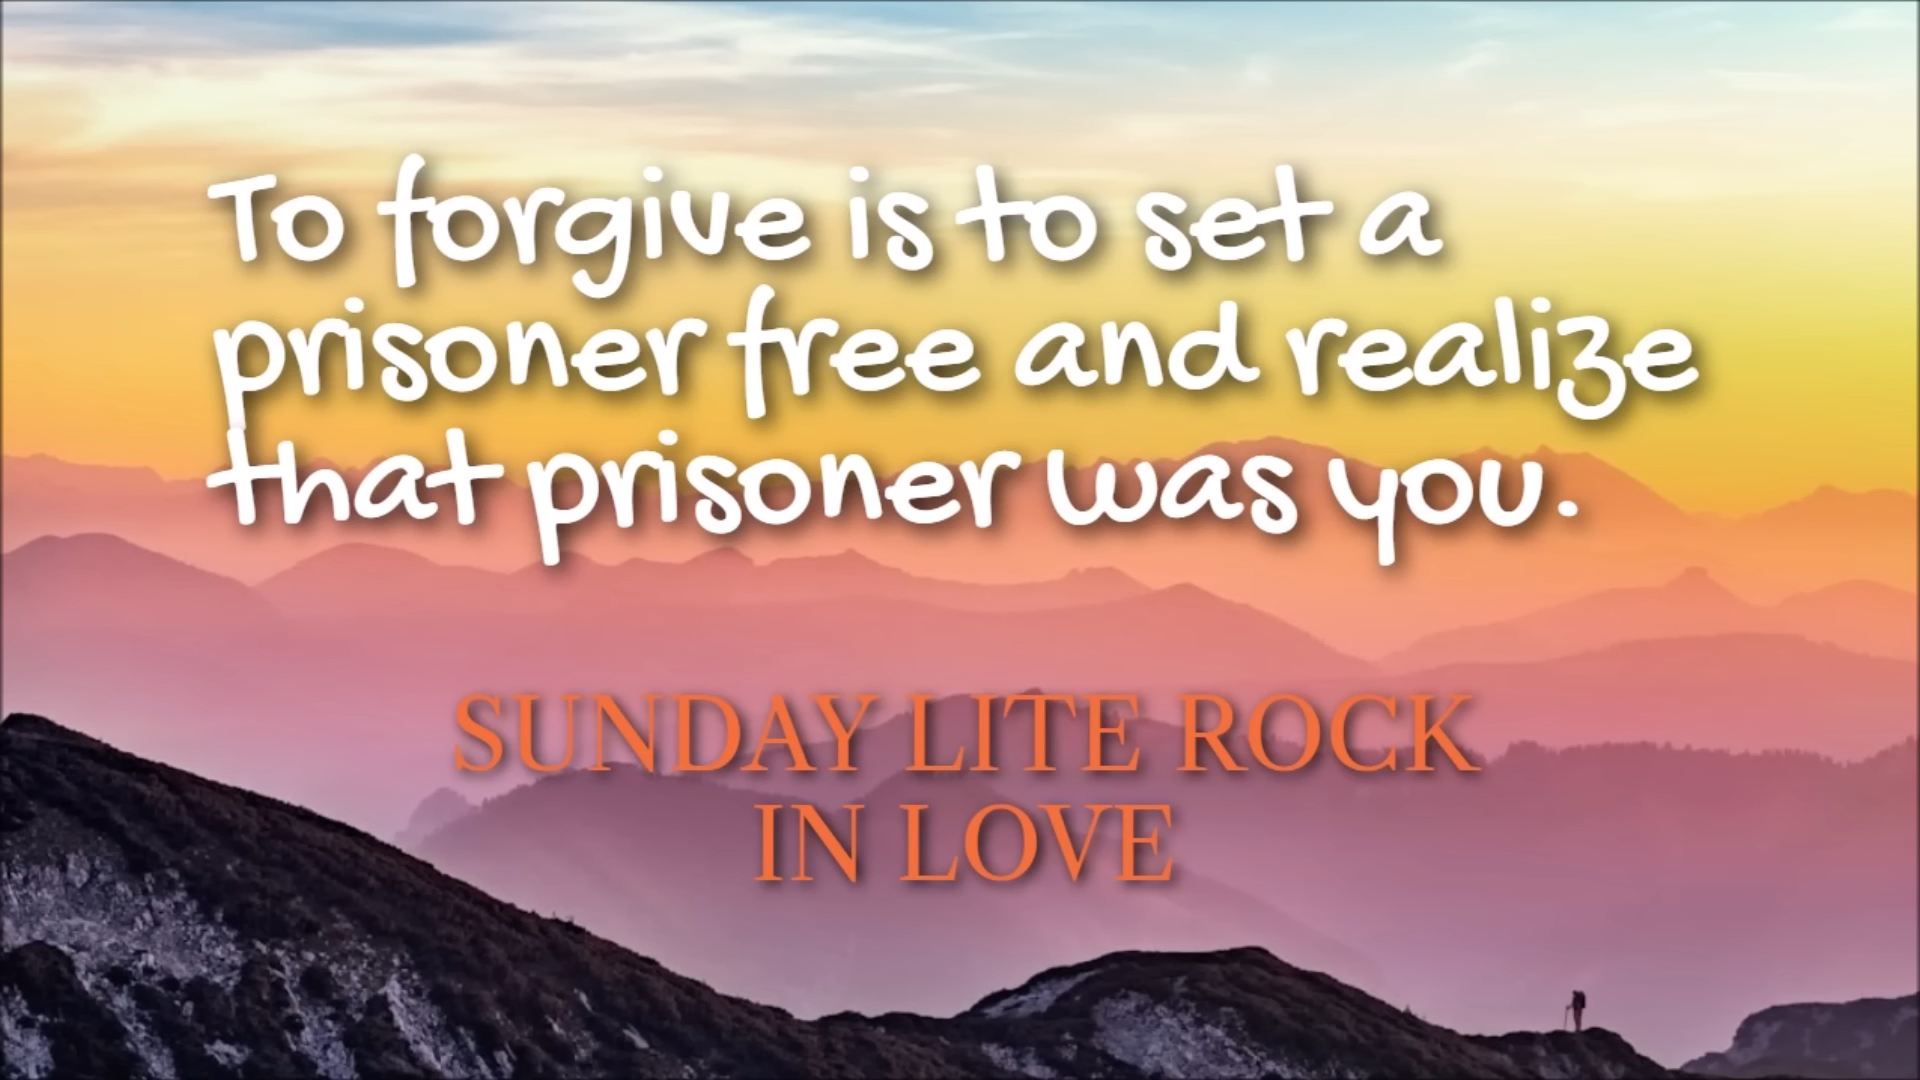 To forgive is to set a
prisoner free and realize
that prisoner was you.
SUNDAY LITE ROCK
IN LOVE